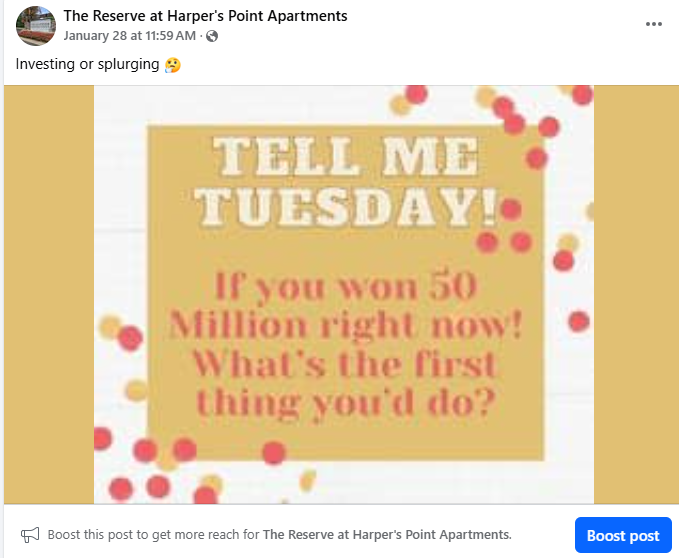 The Reserve at Harper's Point Apartments
January 28 at 11:59 AM ·
Investing or splurging 🤔
TELL ME
TUESDAY!
If you won 50
Million right now!
What's the first
thing you'd do?
Boost this post to get more reach for The Reserve at Harper's Point Apartments.
Boost post